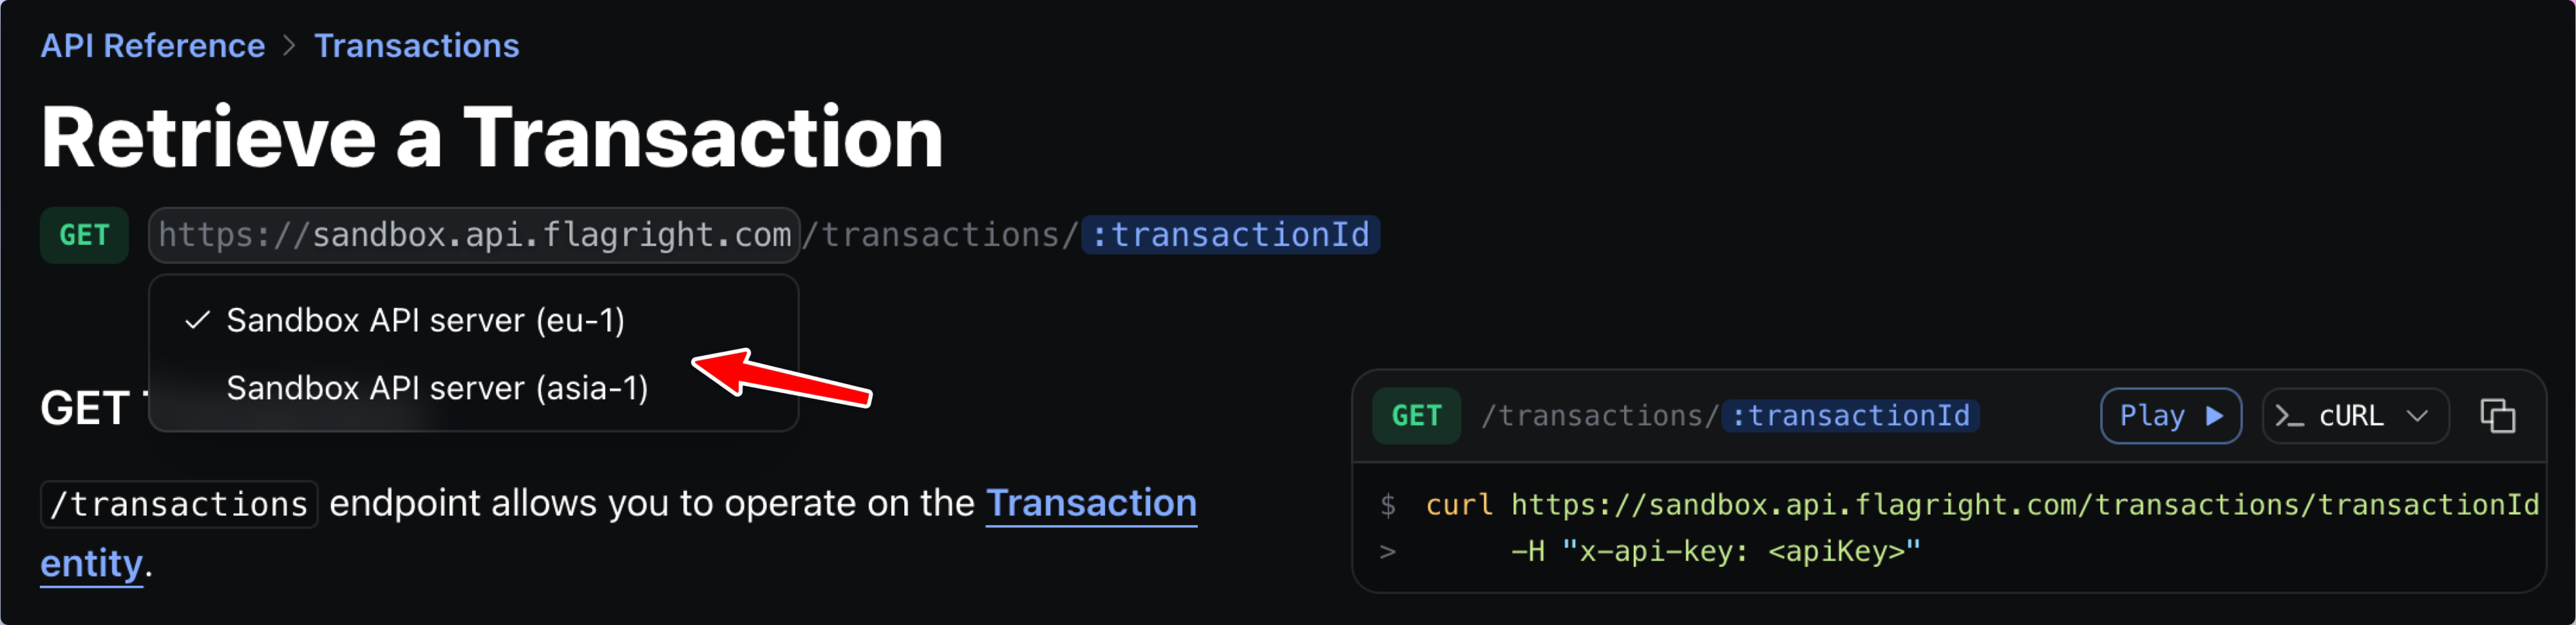 API Reference > Transactions
Retrieve a Transaction
GET https://sandbox.api.flagright.com/transactions/:transactionId
✓ Sandbox API server (eu-1)
Sandbox API server (asia-1)
GET
/transactions endpoint allows you to operate on the Transaction
entity.
GET /transactions/:transactionId Play ▶ >_ cURL
$ curl https://sandbox.api.flagright.com/transactions/transactionId
> -H "x-api-key: <apiKey>"